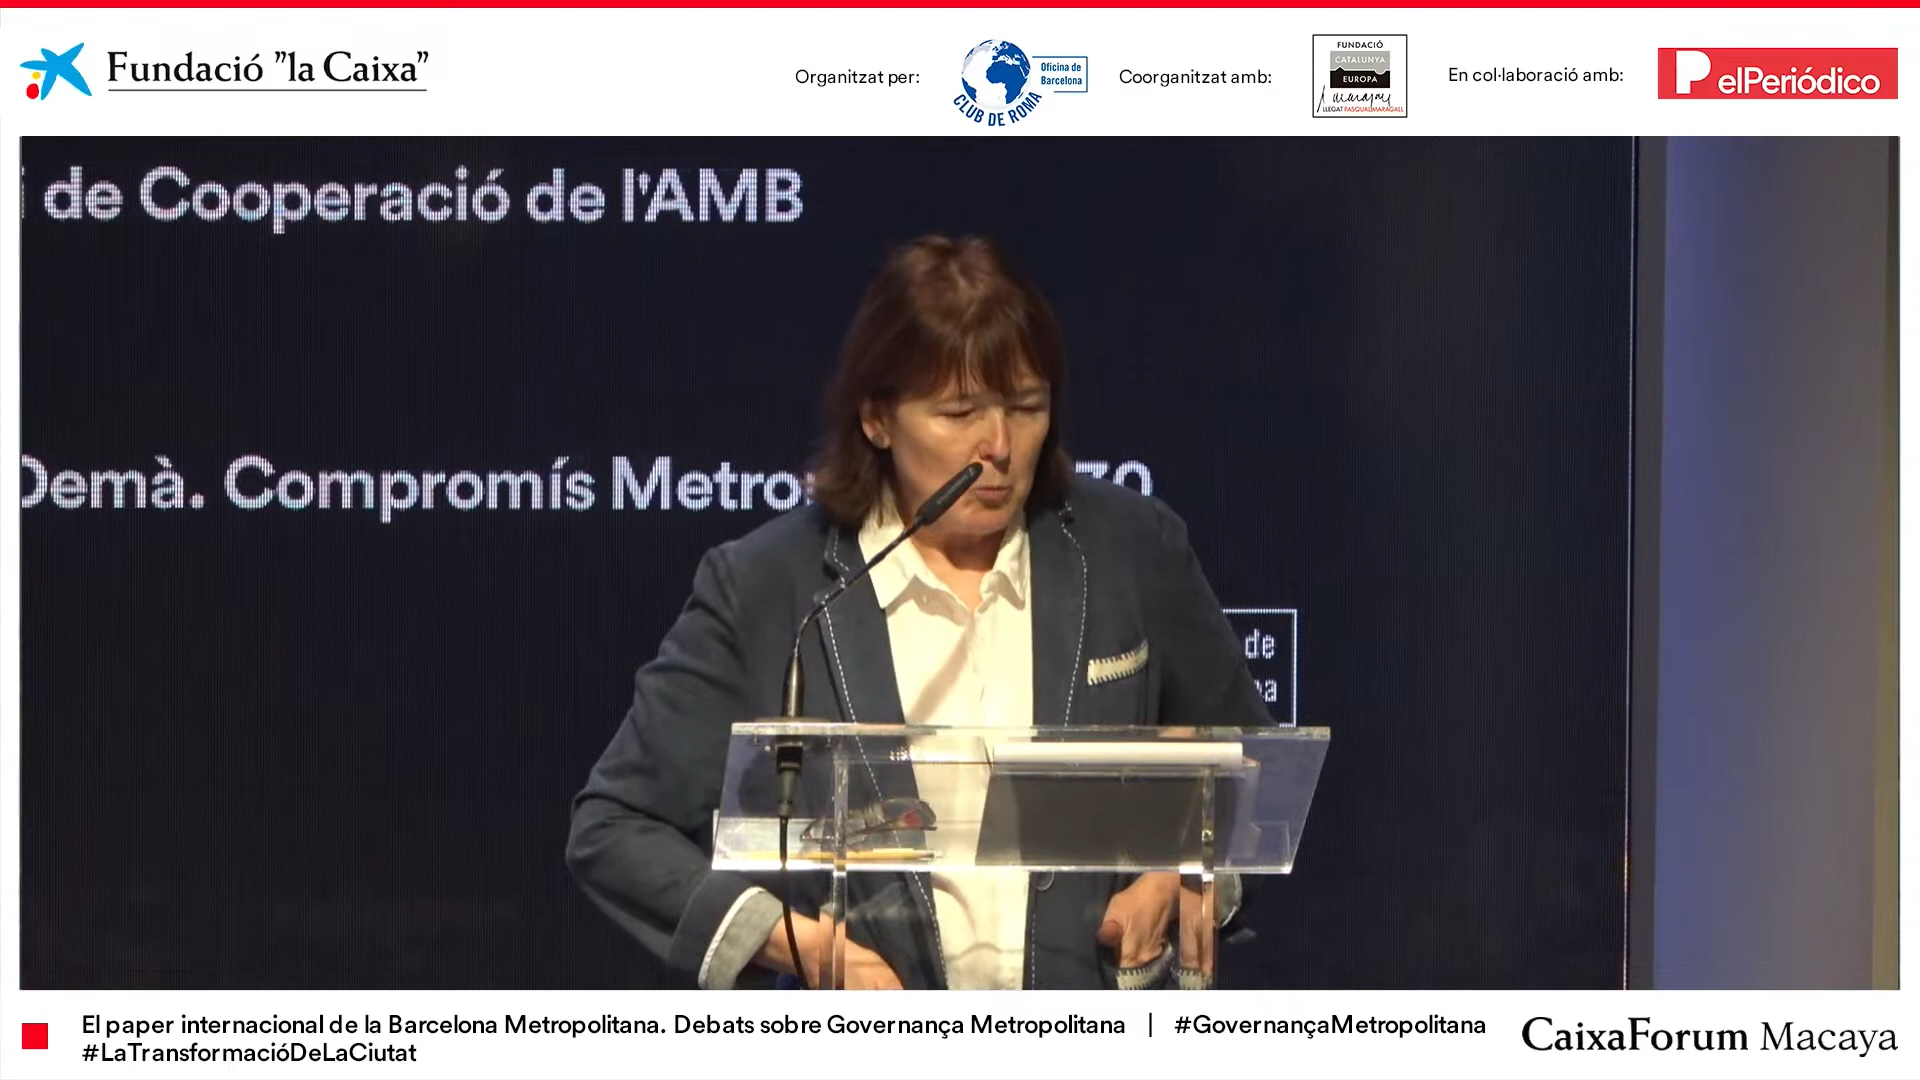 Fundació "la Caixa"
Organitzat per:
CLUB DE ROMA
Oficina de
Barcelona
Coorganitzat amb:
FUNDACIÓ
CATALUNYA
EUROPA
LLEGAT PASQUAL MARAGALL
En col·laboració amb:
elPeriódico
de Cooperació de l'AMB
Demà. Compromís
de
El paper internacional de la Barcelona Metropolitana. Debats sobre Governança Metropolitana | #GovernançaMetropolitana
#LaTransformacióDeLaCiutat
CaixaForum Macaya